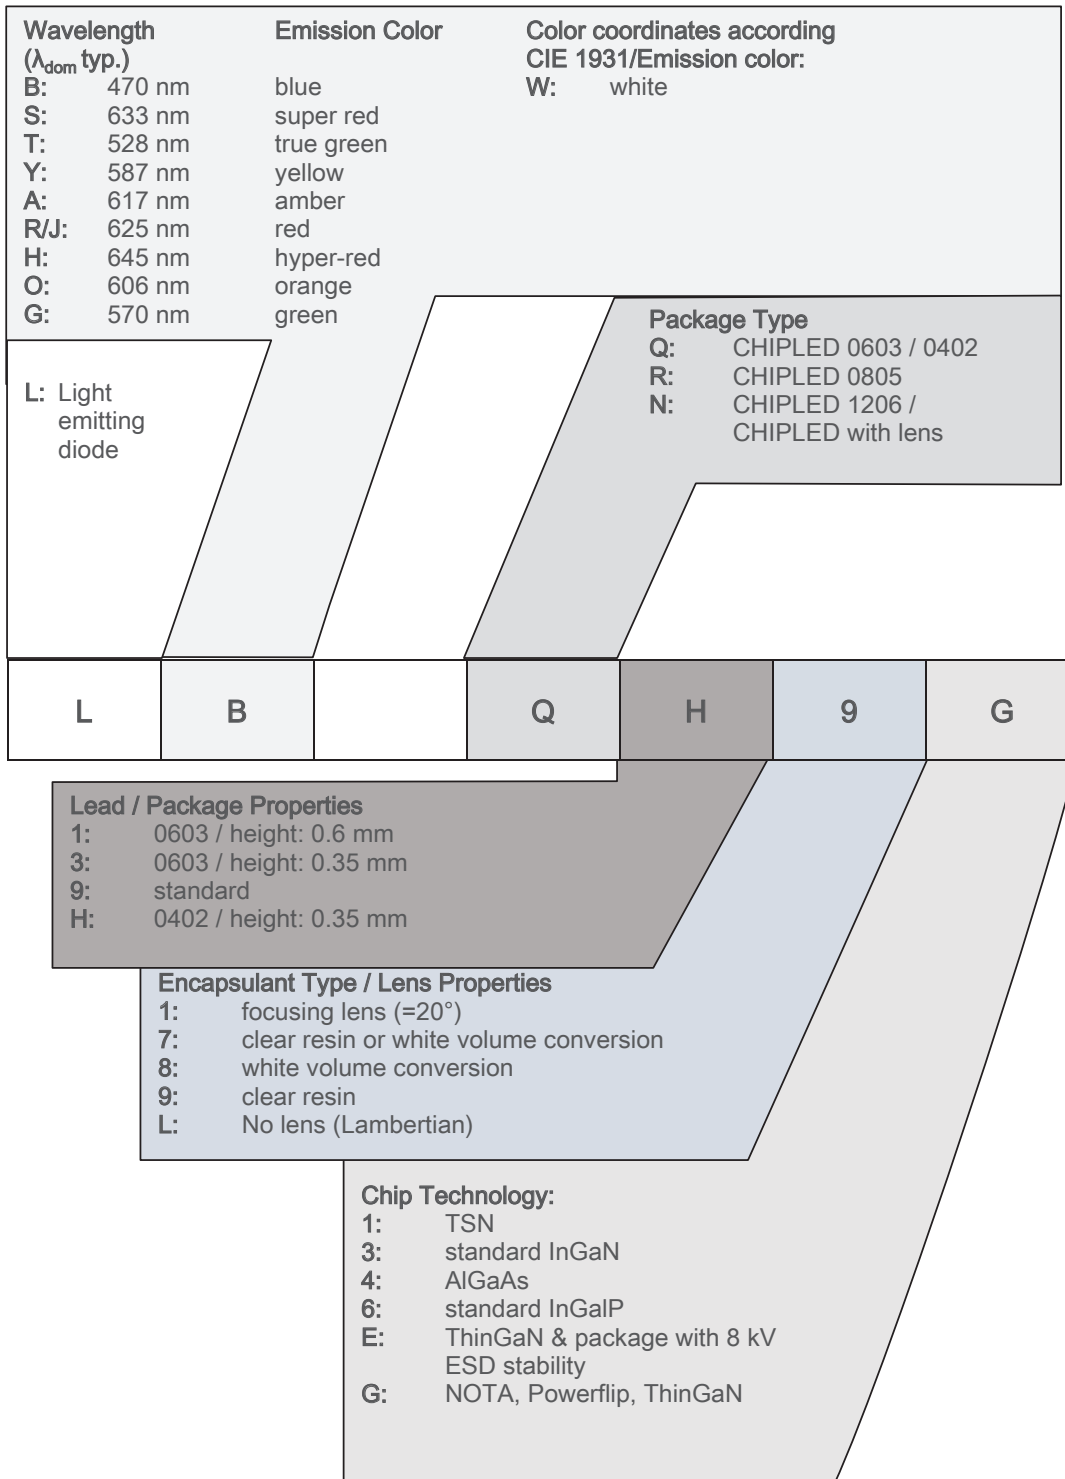 Wavelength Emission Color Color coordinates according
(λdom typ.) CIE 1931/Emission color:
B: 470 nm blue W: white
S: 633 nm super red
T: 528 nm true green
Y: 587 nm yellow
A: 617 nm amber
R/J: 625 nm red
H: 645 nm hyper-red
O: 606 nm orange
G: 570 nm green
Package Type
Q: CHIPLED 0603 / 0402
R: CHIPLED 0805
N: CHIPLED 1206 /
CHIPLED with lens
L: Light
emitting
diode
L B Q H 9 G
Lead / Package Properties
1: 0603 / height: 0.6 mm
3: 0603 / height: 0.35 mm
9: standard
H: 0402 / height: 0.35 mm
Encapsulant Type / Lens Properties
1: focusing lens (=20°)
7: clear resin or white volume conversion
8: white volume conversion
9: clear resin
L: No lens (Lambertian)
Chip Technology:
1: TSN
3: standard InGaN
4: AlGaAs
6: standard InGalP
E: ThinGaN & package with 8 kV
ESD stability
G: NOTA, Powerflip, ThinGaN